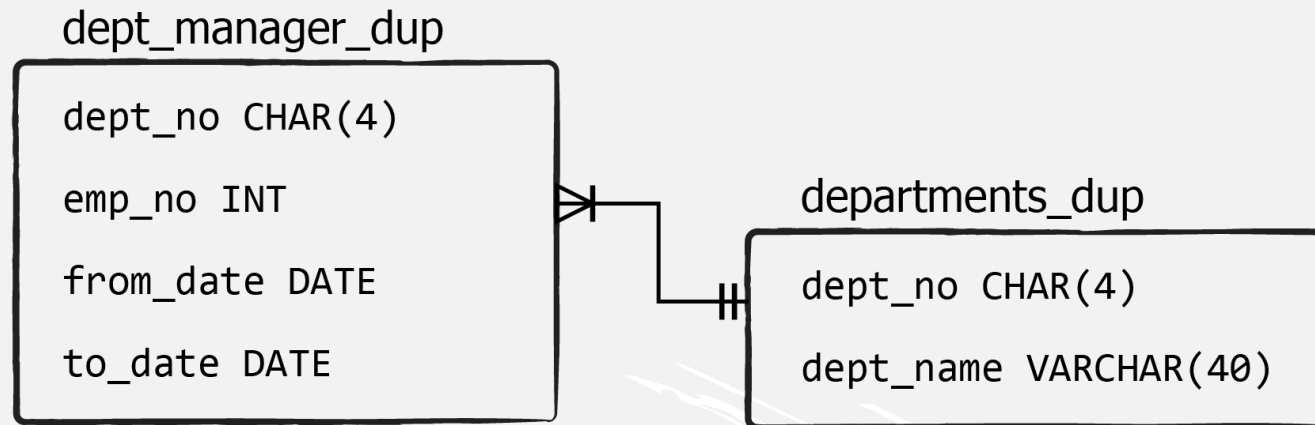 dept_manager_dup
dept_no CHAR(4)
emp_no INT
from_date DATE
to_date DATE
departments_dup
dept_no CHAR(4)
dept_name VARCHAR(40)